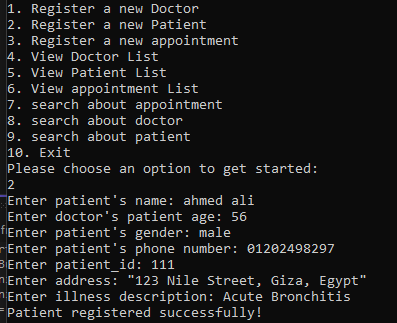 1. Register a new Doctor
2. Register a new Patient
3. Register a new appointment
4. View Doctor List
5. View Patient List
6. View appointment List
7. search about appointment
8. search about doctor
9. search about patient
10. Exit
Please choose an option to get started:
2
Enter patient's name: ahmed ali
Enter doctor's patient age: 56
Enter patient's gender: male
Enter patient's phone number: 01202498297
Enter patient_id: 111
Enter address: "123 Nile Street, Giza, Egypt"
Enter illness description: Acute Bronchitis
Patient registered successfully!